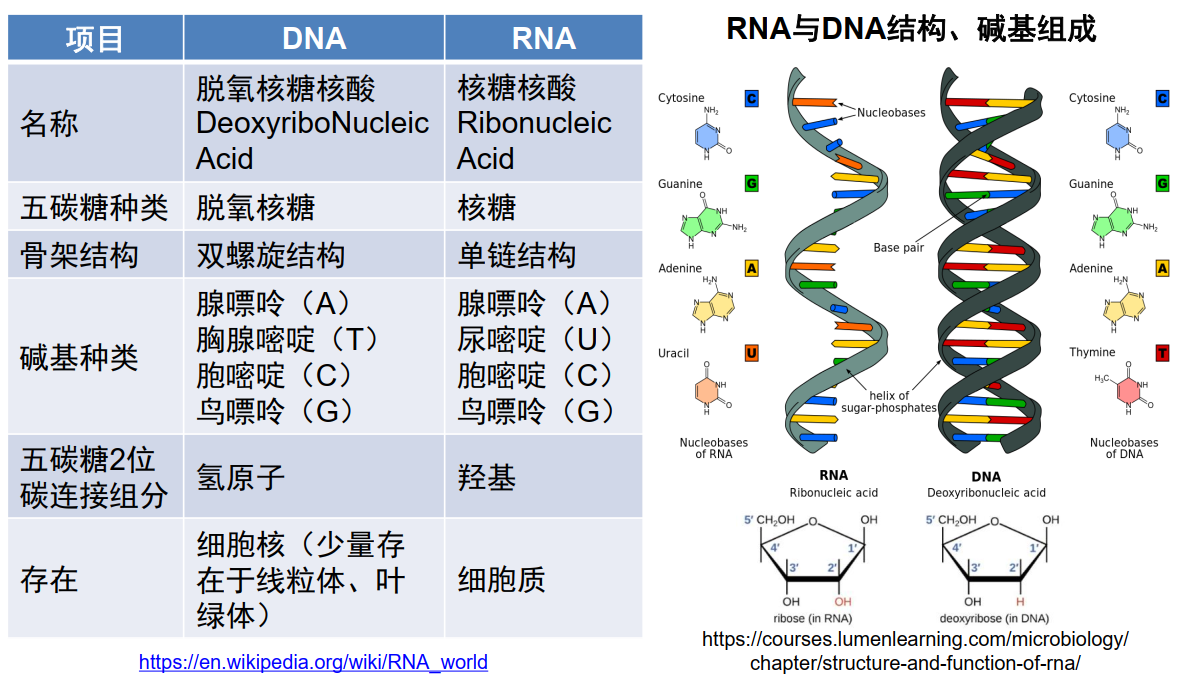 项目 DNA RNA
名称
脱氧核糖核酸
DeoxyriboNucleic
Acid
核糖核酸
Ribonucleic
Acid
五碳糖种类 脱氧核糖 核糖
骨架结构 双螺旋结构 单链结构
碱基种类
腺嘌呤（A）
胸腺嘧啶（T）
胞嘧啶（C）
鸟嘌呤（G）
腺嘌呤（A）
尿嘧啶（U）
胞嘧啶（C）
鸟嘌呤（G）
五碳糖2位
碳连接组分
氢原子
羟基
存在
细胞核（少量存
在于线粒体、叶
绿体）
细胞质
https://en.wikipedia.org/wiki/RNA_world
RNA与DNA结构、碱基组成
Cytosine C
NH₂
N
N
H
O
Guanine G
O
N
NH
N
H
N
NH₂
Adenine A
H₂N
N
N
N
H
N
Uracil U
O
NH
N
H
O
Nucleobases
of RNA
Nucleobases
Base pair
helix of
sugar-phosphates
RNA
Ribonucleic acid
DNA
Deoxyribonucleic acid
Cytosine C
NH₂
N
N
H
O
Guanine G
O
N
NH
N
H
N
NH₂
Adenine A
H₂N
N
N
N
H
N
Thymine T
O
H₃C
NH
N
H
O
Nucleobases
of DNA
5′ CH₂OH O OH
4′ 1′
3′ 2′
OH OH
ribose (in RNA)
5′ CH₂OH O OH
4′ 1′
3′ 2′
OH H
deoxyribose (in DNA)
https://courses.lumenlearning.com/microbiology/
chapter/structure-and-function-of-rna/